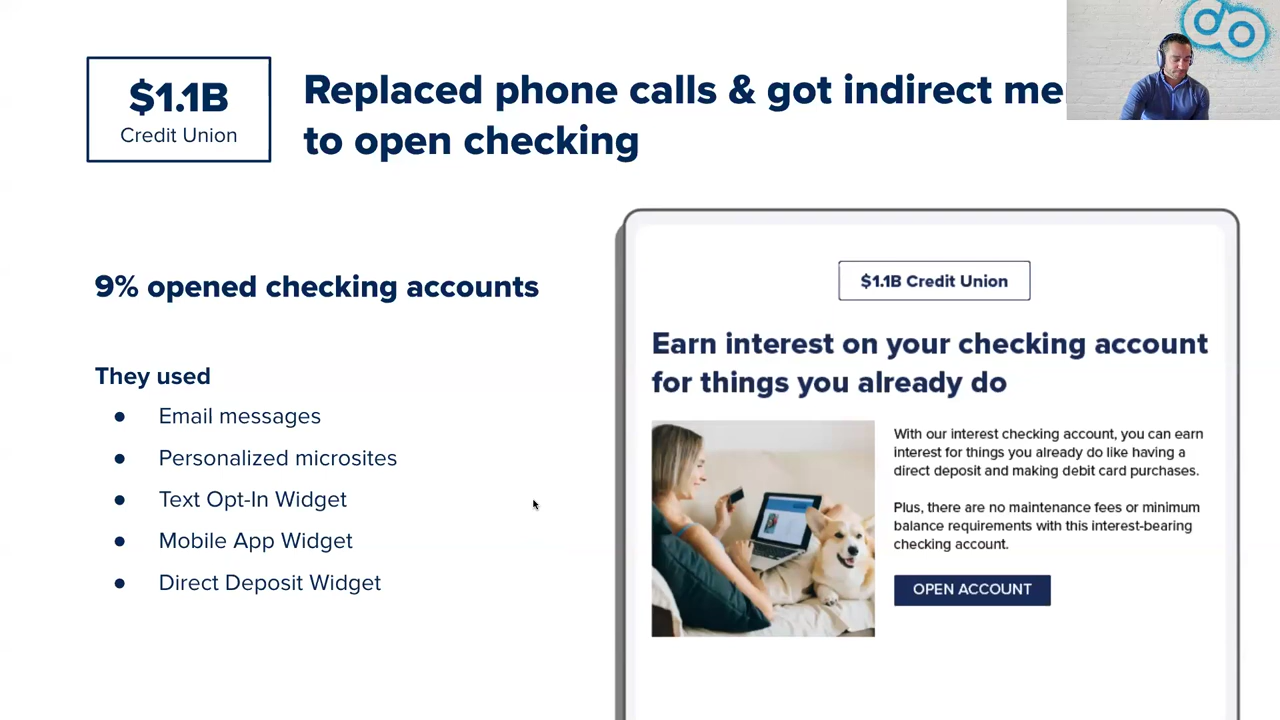 $1.1B
Credit Union
Replaced phone calls & got indirect
to open checking
9% opened checking accounts
They used
● Email messages
● Personalized microsites
● Text Opt-In Widget
● Mobile App Widget
● Direct Deposit Widget
$1.1B Credit Union
Earn interest on your checking account
for things you already do
With our interest checking account, you can earn
interest for things you already do like having a
direct deposit and making debit card purchases.
Plus, there are no maintenance fees or minimum
balance requirements with this interest-bearing
checking account.
OPEN ACCOUNT